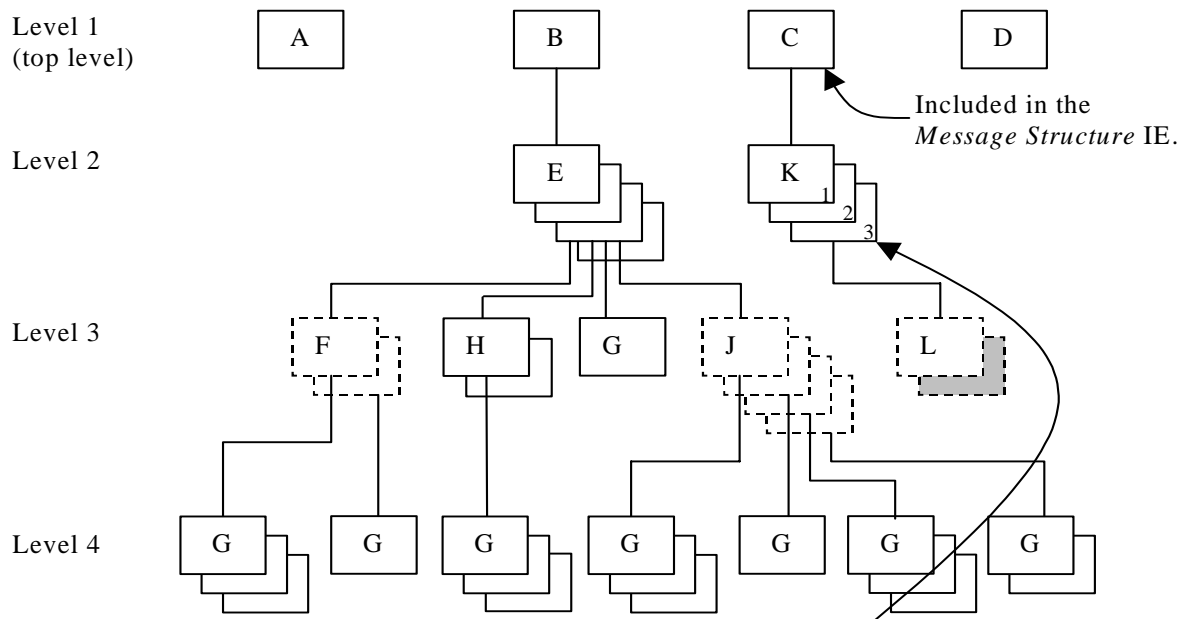 Level 1
(top level)
A B C D
Included in the
Message Structure IE.
Level 2
E K
1
2
3
Level 3
F H G J L
Level 4
G G G G G G G